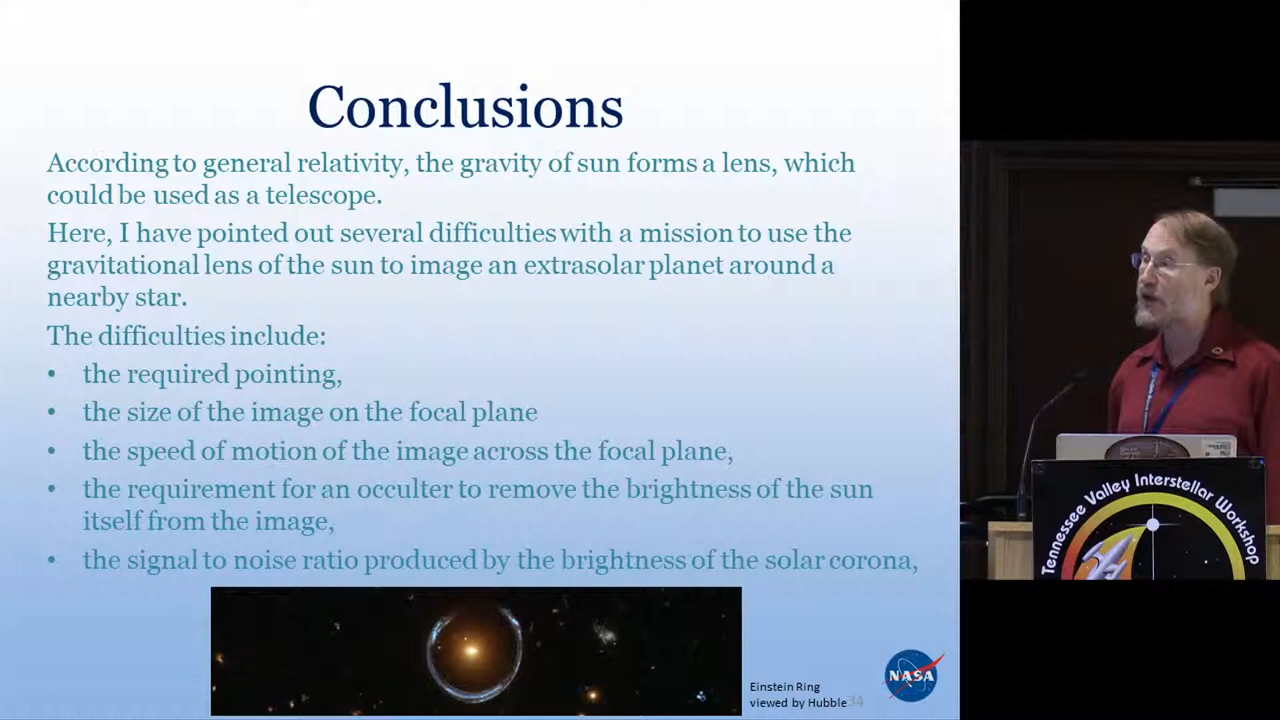 Conclusions
According to general relativity, the gravity of sun forms a lens, which
could be used as a telescope.
Here, I have pointed out several difficulties with a mission to use the
gravitational lens of the sun to image an extrasolar planet around a
nearby star.
The difficulties include:
• the required pointing,
• the size of the image on the focal plane
• the speed of motion of the image across the focal plane,
• the requirement for an occulter to remove the brightness of the sun
itself from the image,
• the signal to noise ratio produced by the brightness of the solar corona,
Einstein Ring
viewed by Hubble
34
NASA
Tennessee Valley Interstellar Workshop